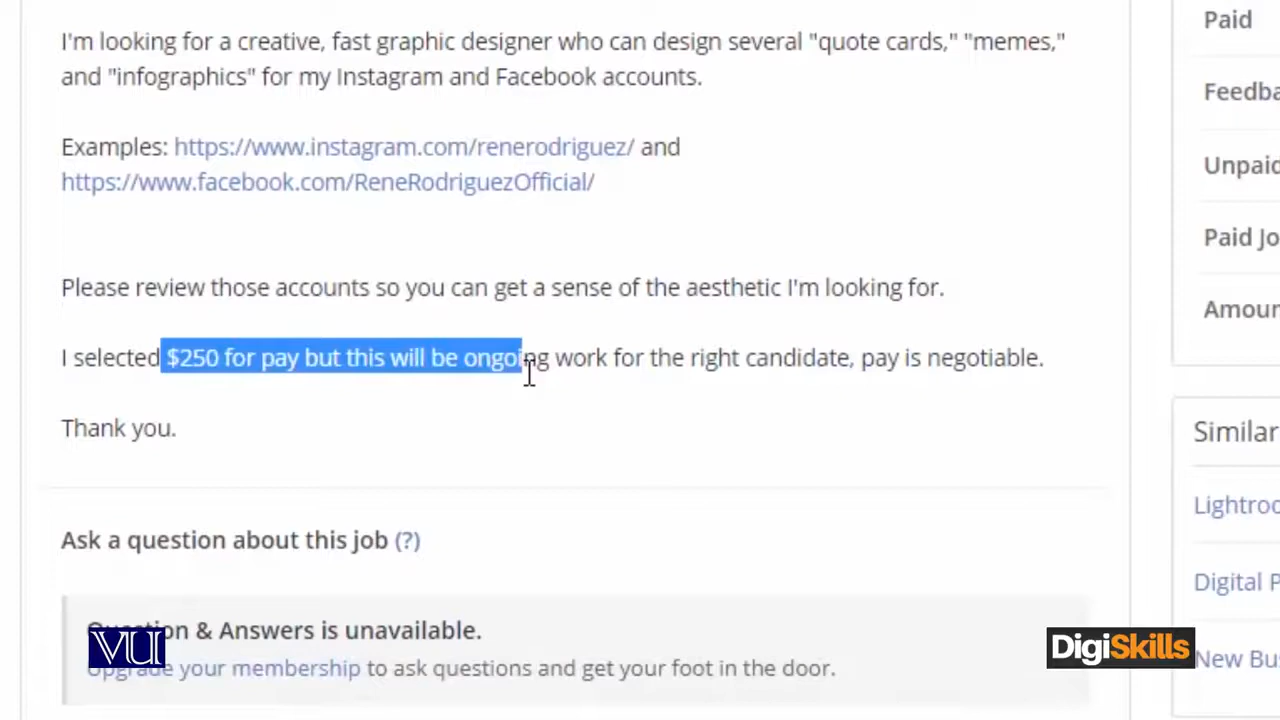 I'm looking for a creative, fast graphic designer who can design several "quote cards," "memes,"
and "infographics" for my Instagram and Facebook accounts.
Examples: https://www.instagram.com/renerodriguez/ and
https://www.facebook.com/ReneRodriguezOfficial/
Please review those accounts so you can get a sense of the aesthetic I'm looking for.
I selected $250 for pay but this will be ongoing work for the right candidate, pay is negotiable.
Thank you.
Ask a question about this job (?)
Question & Answers is unavailable.
Upgrade your membership to ask questions and get your foot in the door.
VU
DigiSkills
Paid
Feedba
Unpaid
Paid Jo
Amoun
Similar
Lightroo
Digital P
New Bus